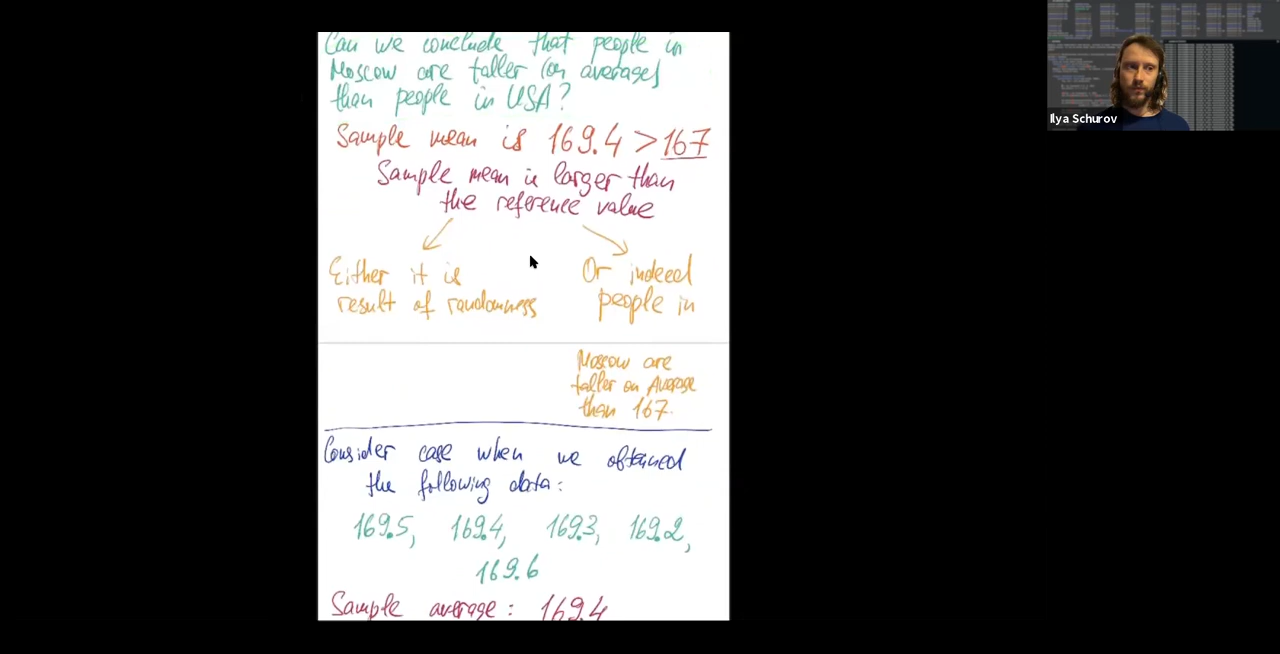 Can we conclude that people in
Moscow are taller (on average)
than people in USA?
Sample mean is 169.4 > 167
Sample mean is larger than
the reference value
Either it is
result of randomness
Or indeed
people in
Moscow are
taller on Average
than 167.
Consider case when we obtained
the following data:
169.5, 169.4, 169.3, 169.2,
169.6
Sample average: 169.4
Ilya Schurov